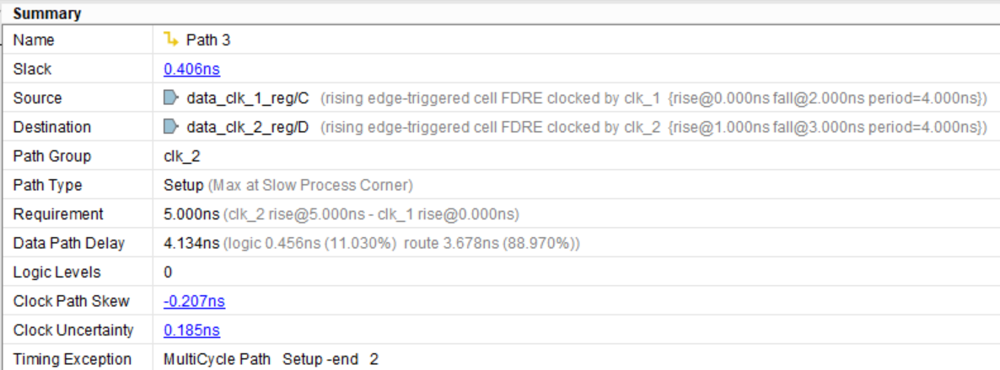 Summary
Name Path 3
Slack 0.406ns
Source data_clk_1_reg/C (rising edge-triggered cell FDRE clocked by clk_1 {rise@0.000ns fall@2.000ns period=4.000ns})
Destination data_clk_2_reg/D (rising edge-triggered cell FDRE clocked by clk_2 {rise@1.000ns fall@3.000ns period=4.000ns})
Path Group clk_2
Path Type Setup (Max at Slow Process Corner)
Requirement 5.000ns (clk_2 rise@5.000ns - clk_1 rise@0.000ns)
Data Path Delay 4.134ns (logic 0.456ns (11.030%) route 3.678ns (88.970%))
Logic Levels 0
Clock Path Skew -0.207ns
Clock Uncertainty 0.185ns
Timing Exception MultiCycle Path Setup -end 2